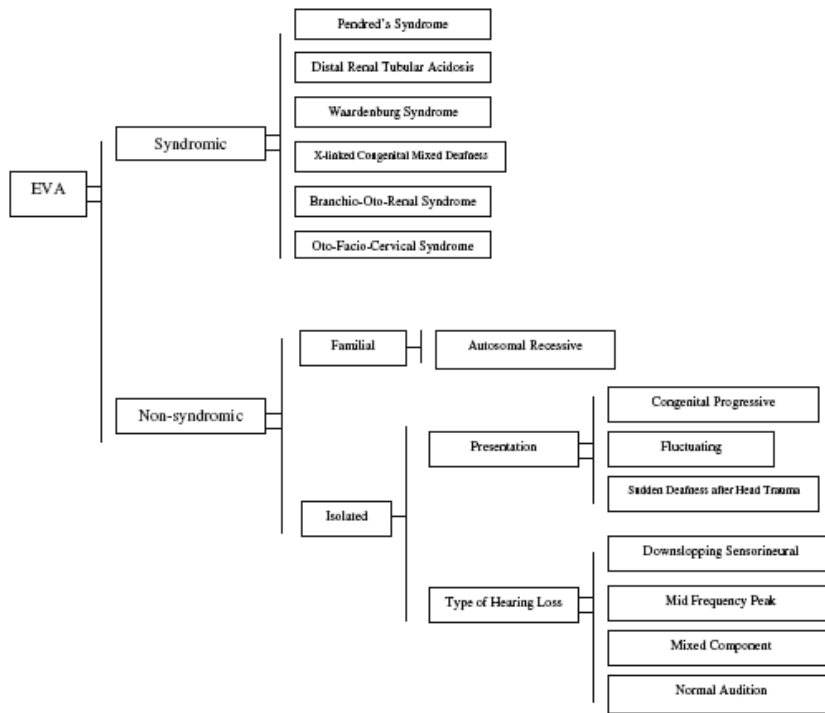 EVA
Syndromic
Pendred's Syndrome
Distal Renal Tubular Acidosis
Waardenburg Syndrome
X-linked Congenital Mixed Deafness
Branchio-Oto-Renal Syndrome
Oto-Facio-Cervical Syndrome
Non-syndromic
Familial
Autosomal Recessive
Isolated
Presentation
Congenital Progressive
Fluctuating
Sudden Deafness after Head Trauma
Type of Hearing Loss
Downslopping Sensorineural
Mid Frequency Peak
Mixed Component
Normal Audition